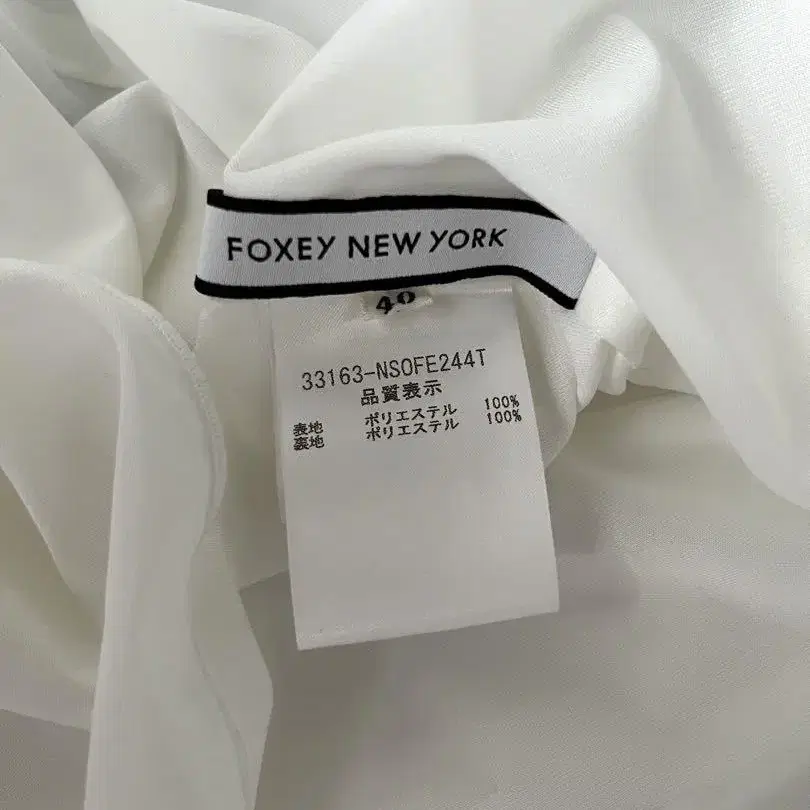 FOXEY NEW YORK
40
33163-NSOFE244T
品質表示
表地 ポリエステル 100%
裏地 ポリエステル 100%